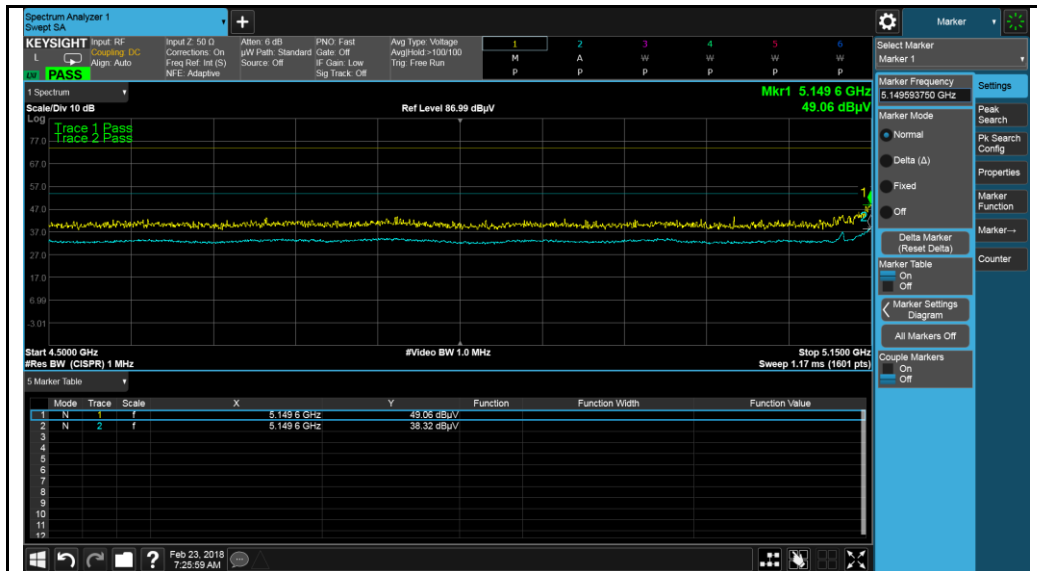 Spectrum Analyzer 1
Swept SA
+
Marker
KEYSIGHT Input: RF Input Z: 50 Ω Atten: 6 dB PNO: Fast Avg Type: Voltage 1 2 3 4 5 6
L Coupling: DC Corrections: On µW Path: Standard Gate: Off Avg|Hold:>100/100 M A W W W W
Align: Auto Freq Ref: Int (S) Source: Off IF Gain: Low Trig: Free Run P P P P P P
PASS NFE: Adaptive Sig Track: Off
Select Marker
Marker 1
1 Spectrum
Mkr1 5.149 6 GHz
Scale/Div 10 dB Ref Level 86.99 dBµV 49.06 dBµV
Log
Trace 1 Pass
Trace 2 Pass
77.0
67.0
57.0
47.0
37.0
27.0
17.0
6.99
-3.01
1
2
Start 4.5000 GHz #Video BW 1.0 MHz Stop 5.1500 GHz
#Res BW (CISPR) 1 MHz Sweep 1.17 ms (1601 pts)
5 Marker Table
Mode Trace Scale X Y Function Function Width Function Value
1 N 1 f 5.149 6 GHz 49.06 dBµV
2 N 2 f 5.149 6 GHz 38.32 dBµV
3
4
5
6
7
8
9
10
11
12
Marker Frequency
5.149593750 GHz
Marker Mode
Normal
Delta (Δ)
Fixed
Off
Delta Marker
(Reset Delta)
Marker Table
On
Off
Marker Settings
Diagram
All Markers Off
Couple Markers
On
Off
Settings
Peak
Search
Pk Search
Config
Properties
Marker
Function
Marker→
Counter
?
Feb 23, 2018
7:25:59 AM